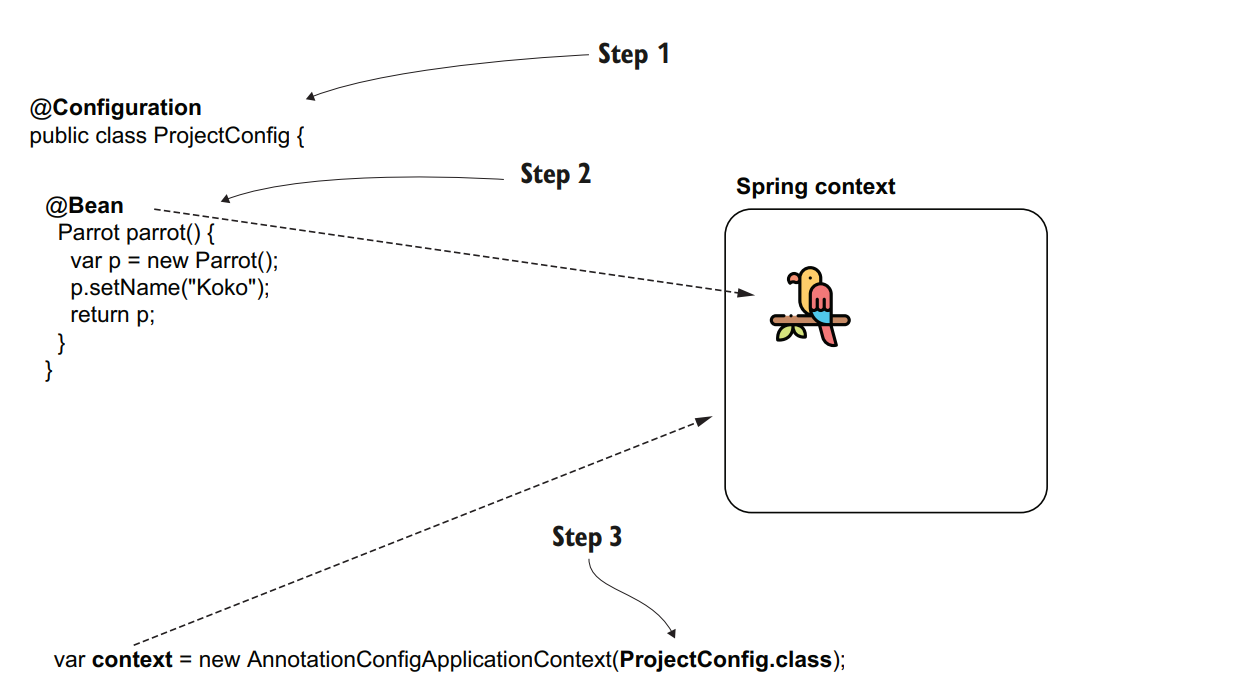 Step 1
@Configuration
public class ProjectConfig {
Step 2
@Bean
Parrot parrot() {
var p = new Parrot();
p.setName("Koko");
return p;
}
}
Spring context
Step 3
var context = new AnnotationConfigApplicationContext(ProjectConfig.class);